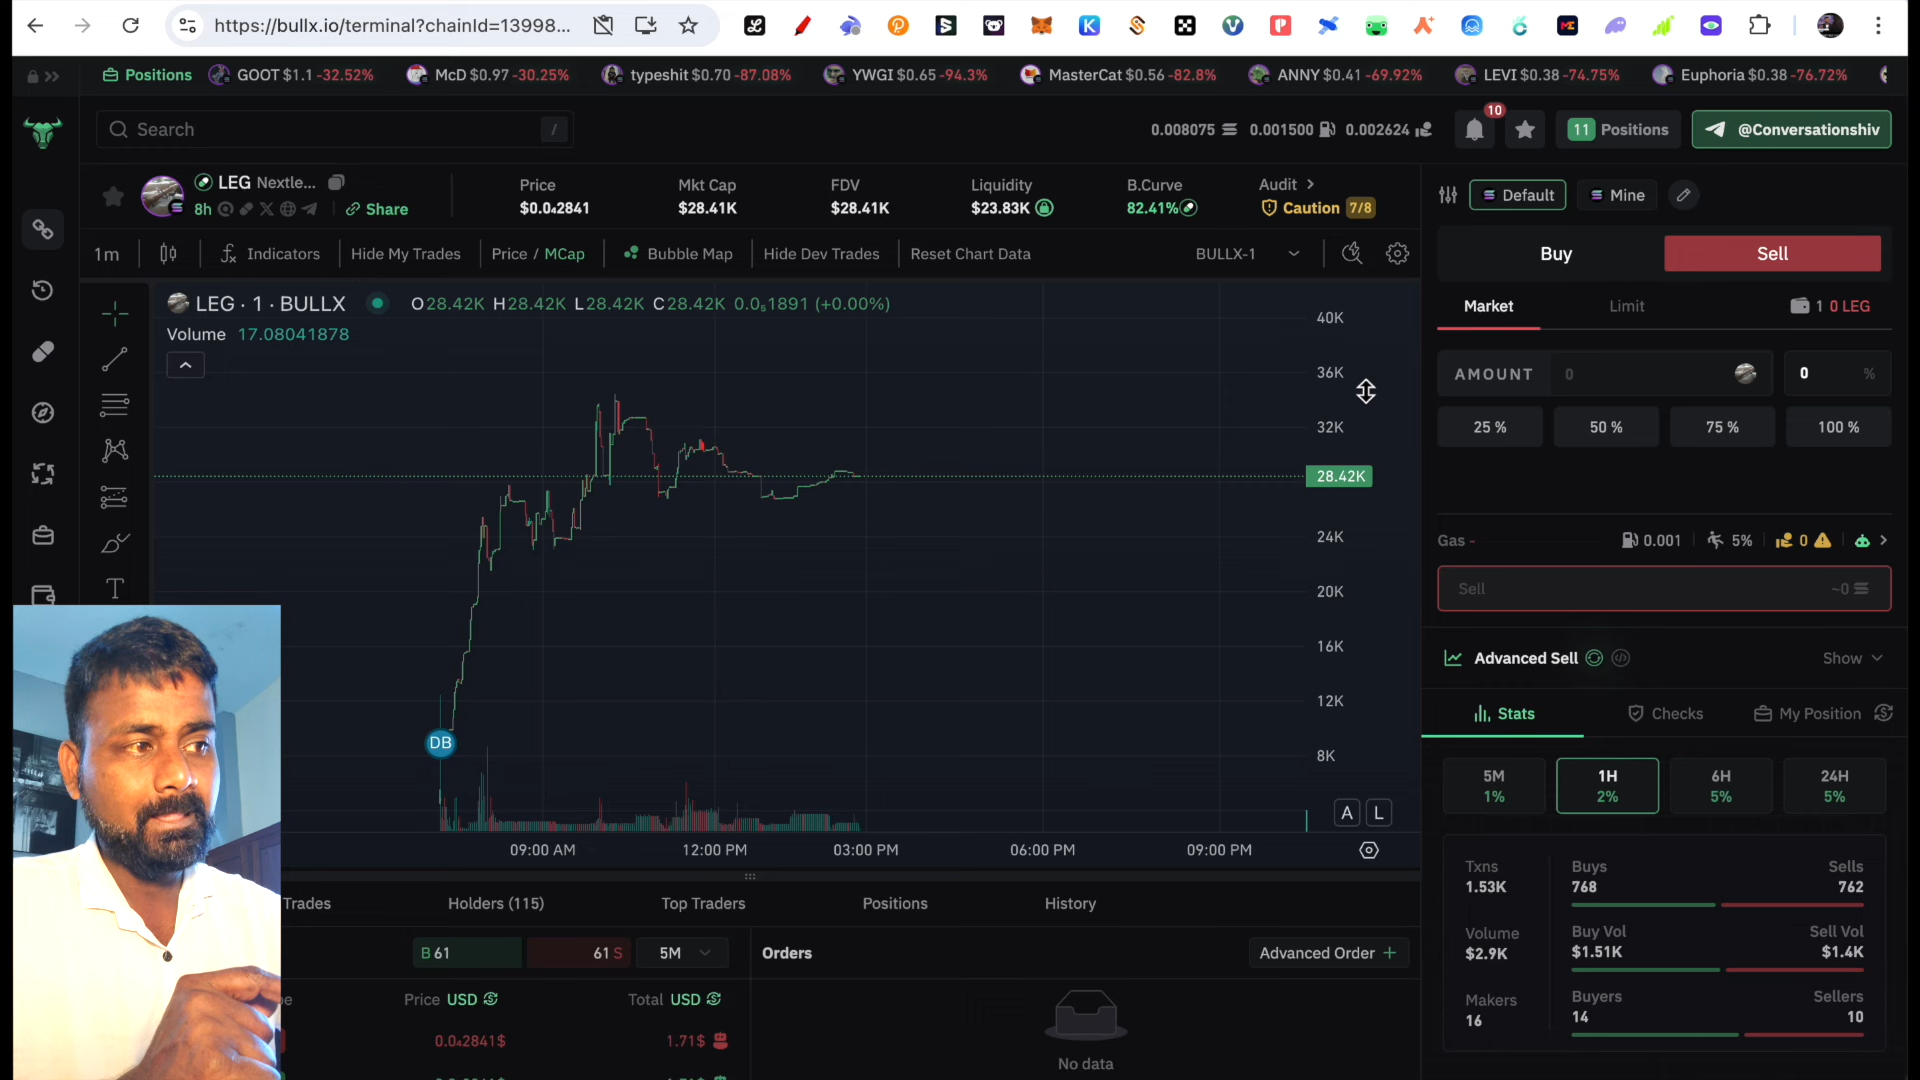 https://bullx.io/terminal?chainId=13998...
Positions GOOT $1.1 -32.52% McD $0.97 -30.25% typeshit $0.70 -87.08% YWGI $0.65 -94.3% MasterCat $0.56 -82.8% ANNY $0.41 -69.92% LEVI $0.38 -74.75% Euphoria $0.38 -76.72%
Search /
0.008075 0.001500 0.002624 10 11 Positions @Conversationshiv
LEG Nextle...
8h Share
Price Mkt Cap FDV Liquidity B.Curve Audit
$0.0₄2841 $28.41K $28.41K $23.83K 82.41% Caution 7/8
Default Mine
1m Indicators Hide My Trades Price / MCap Bubble Map Hide Dev Trades Reset Chart Data BULLX-1
Buy Sell
LEG · 1 · BULLX O28.42K H28.42K L28.42K C28.42K 0.0₅1891 (+0.00%)
Volume 17.08041878
Market Limit 1 0 LEG
40K
36K
32K
28.42K
24K
20K
16K
12K
8K
AMOUNT 0 0 %
25 % 50 % 75 % 100 %
Gas - 0.001 5% 0
Sell ~0
Advanced Sell Show
Stats Checks My Position
5M 1H 6H 24H
1% 2% 5% 5%
DB
A L
09:00 AM 12:00 PM 03:00 PM 06:00 PM 09:00 PM
Txns Buys Sells
1.53K 768 762
Volume Buy Vol Sell Vol
$2.9K $1.51K $1.4K
Makers Buyers Sellers
16 14 10
Trades Holders (115) Top Traders Positions History
B 61 61 S 5M Orders Advanced Order +
Price USD Total USD
0.0₄2841$ 1.71$
No data